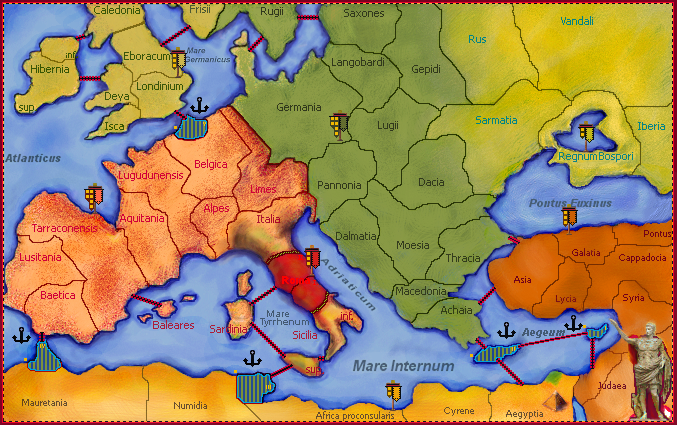 Caledonia
Frisii
Rugii
Saxones
Vandali
Rus
inf.
Hibernia
Eboracum
Mare
Germanicus
Langobardi
Gepidi
Londinium
Deva
sup.
Isca
Germania
Lugii
Sarmatia
Iberia
Atlanticus
Belgica
Regnum Bospori
Lugudunensis
Limes
Pannonia
Dacia
Tarraconensis
Aquitania
Alpes
Italia
Pontus Euxinus
Lusitania
Dalmatia
Moesia
Thracia
Pontus
Galatia
Cappadocia
Adriaticum
Asia
Baetica
Roma
Macedonia
Lycia
Syria
Baleares
Sardinia
Mare
Tyrrhenum
inf.
Sicilia
Achaia
Aegeum
sup.
Mare Internum
Judaea
Mauretania
Numidia
Africa proconsularis
Cyrene
Aegyptia